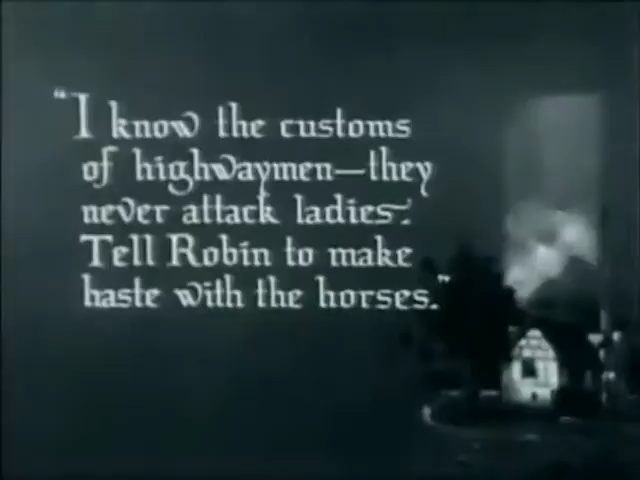 "I know the customs
of highwaymen—they
never attack ladies.
Tell Robin to make
haste with the horses."